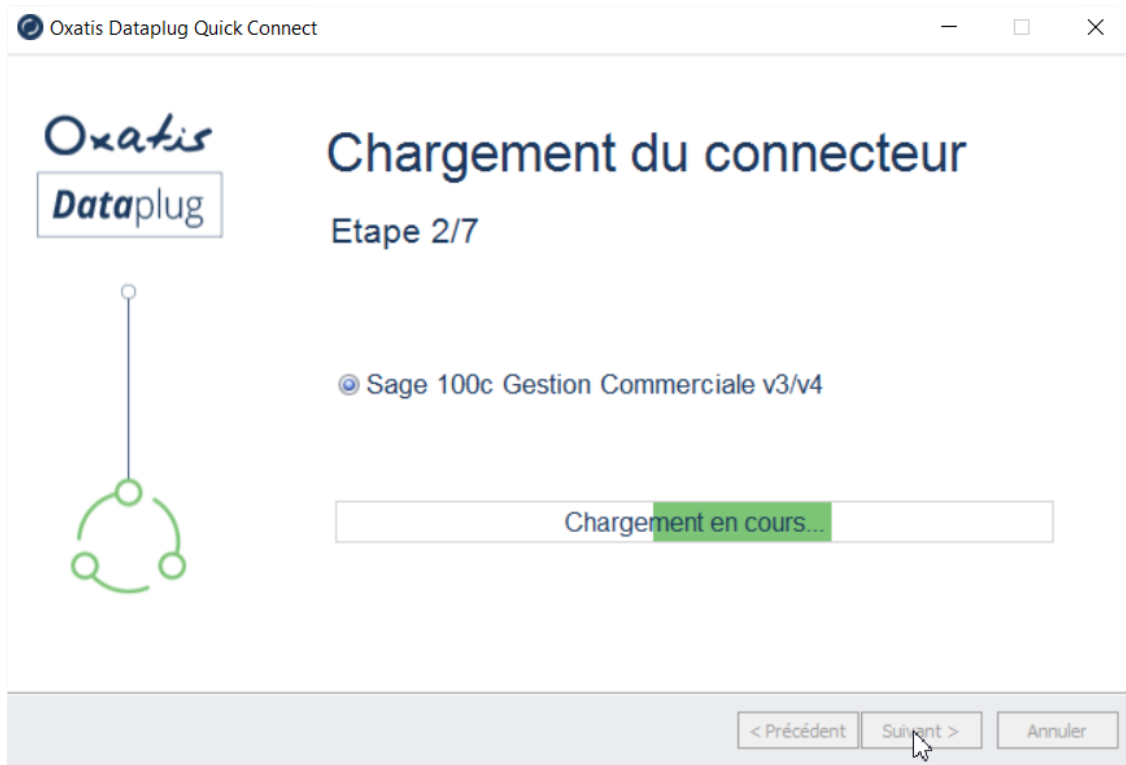 Oxatis Dataplug Quick Connect
Oxatis
Dataplug
Chargement du connecteur
Etape 2/7
Sage 100c Gestion Commerciale v3/v4
Chargement en cours...
< Précédent
Suivant >
Annuler